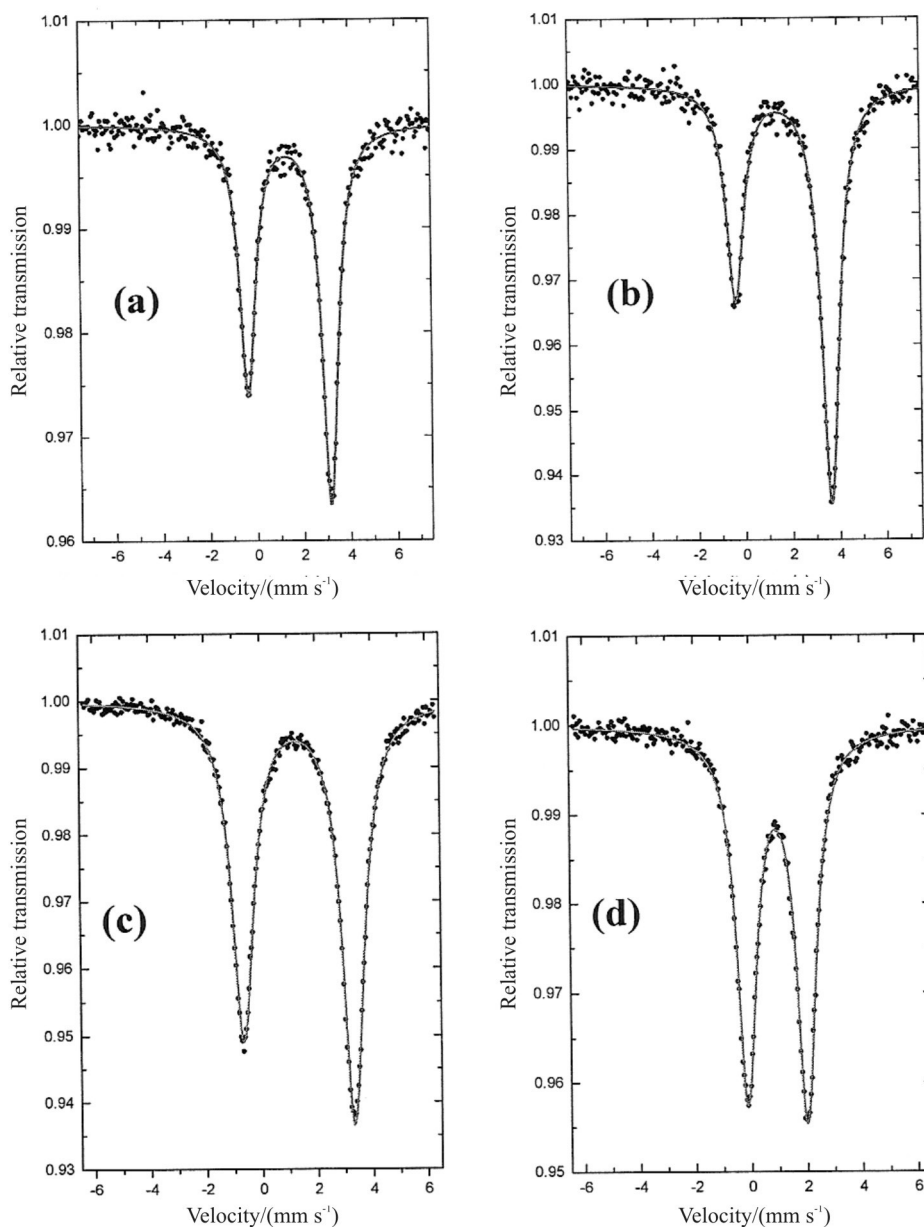 1.01
1.00
0.99
0.98
0.97
0.96
Relative transmission
(a)
-6 -4 -2 0 2 4 6
Velocity/(mm s⁻¹)
1.01
1.00
0.99
0.98
0.97
0.96
0.95
0.94
0.93
Relative transmission
(b)
-6 -4 -2 0 2 4 6
Velocity/(mm s⁻¹)
1.01
1.00
0.99
0.98
0.97
0.96
0.95
0.94
0.93
Relative transmission
(c)
-6 -4 -2 0 2 4 6
Velocity/(mm s⁻¹)
1.01
1.00
0.99
0.98
0.97
0.96
0.95
Relative transmission
(d)
-6 -4 -2 0 2 4 6
Velocity/(mm s⁻¹)